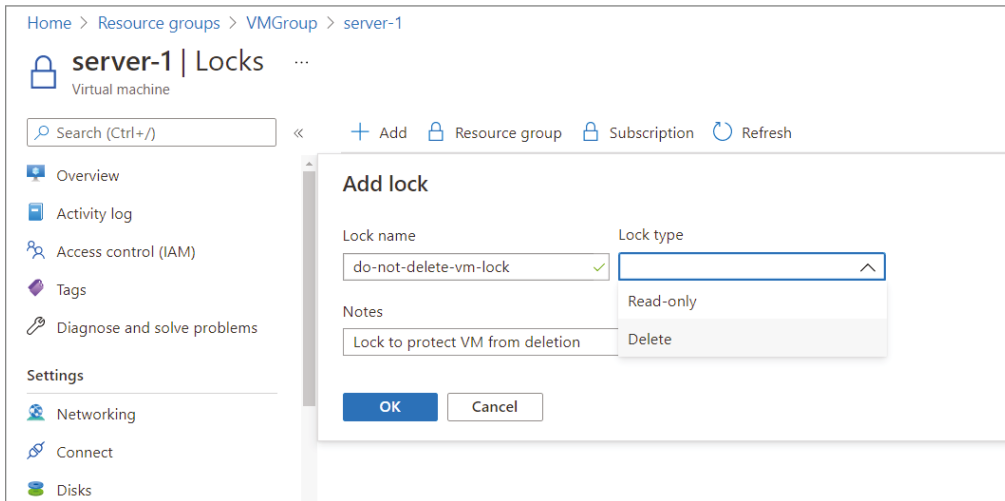 Home > Resource groups > VMGroup > server-1
server-1 | Locks ...
Virtual machine
Search (Ctrl+/)
«
+ Add Resource group Subscription Refresh
Overview
Activity log
Access control (IAM)
Tags
Diagnose and solve problems
Settings
Networking
Connect
Disks
Add lock
Lock name
do-not-delete-vm-lock
Lock type
Read-only
Delete
Notes
Lock to protect VM from deletion
OK Cancel